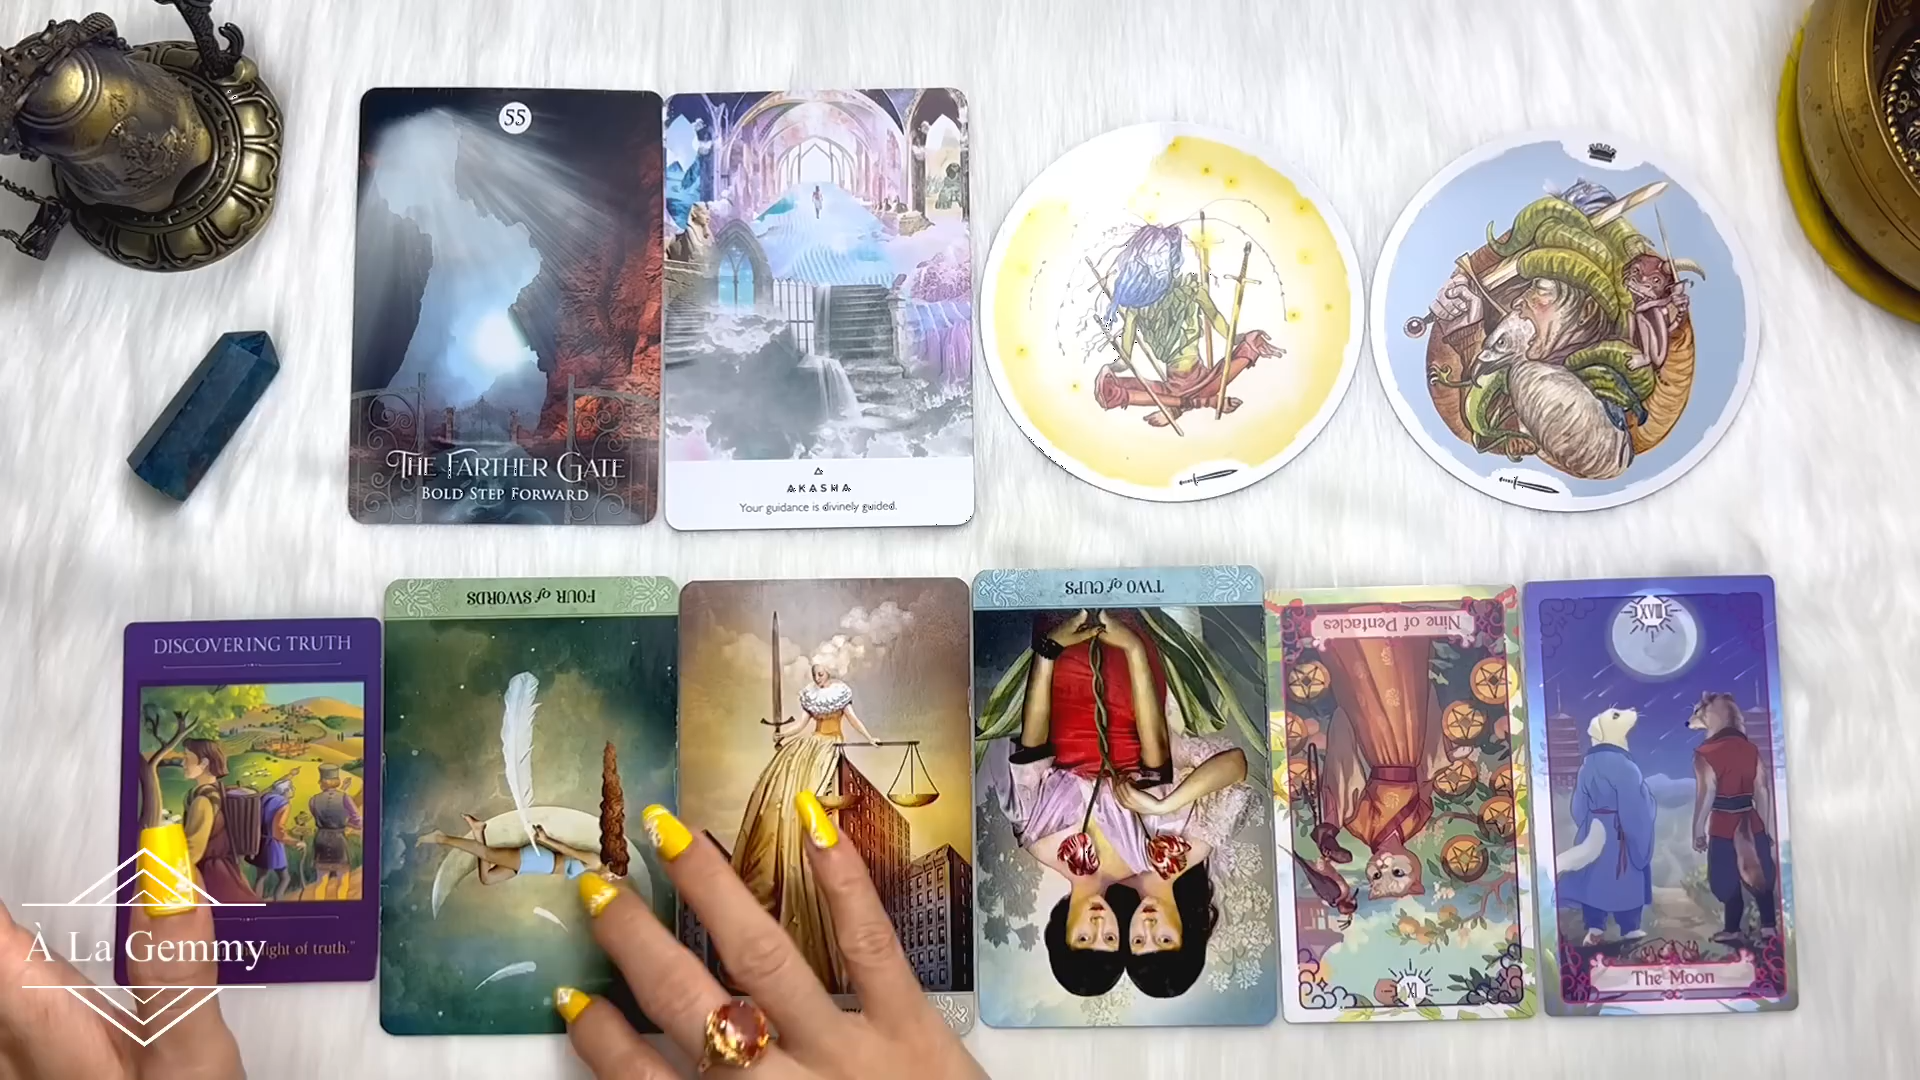 55
THE FARTHER GATE
BOLD STEP FORWARD
AKASHA
Your guidance is divinely guided.
DISCOVERING TRUTH
light of truth."
FOUR of SWORDS
TWO of CUPS
Nine of Pentacles
IX
XVIII
The Moon
À La Gemmy